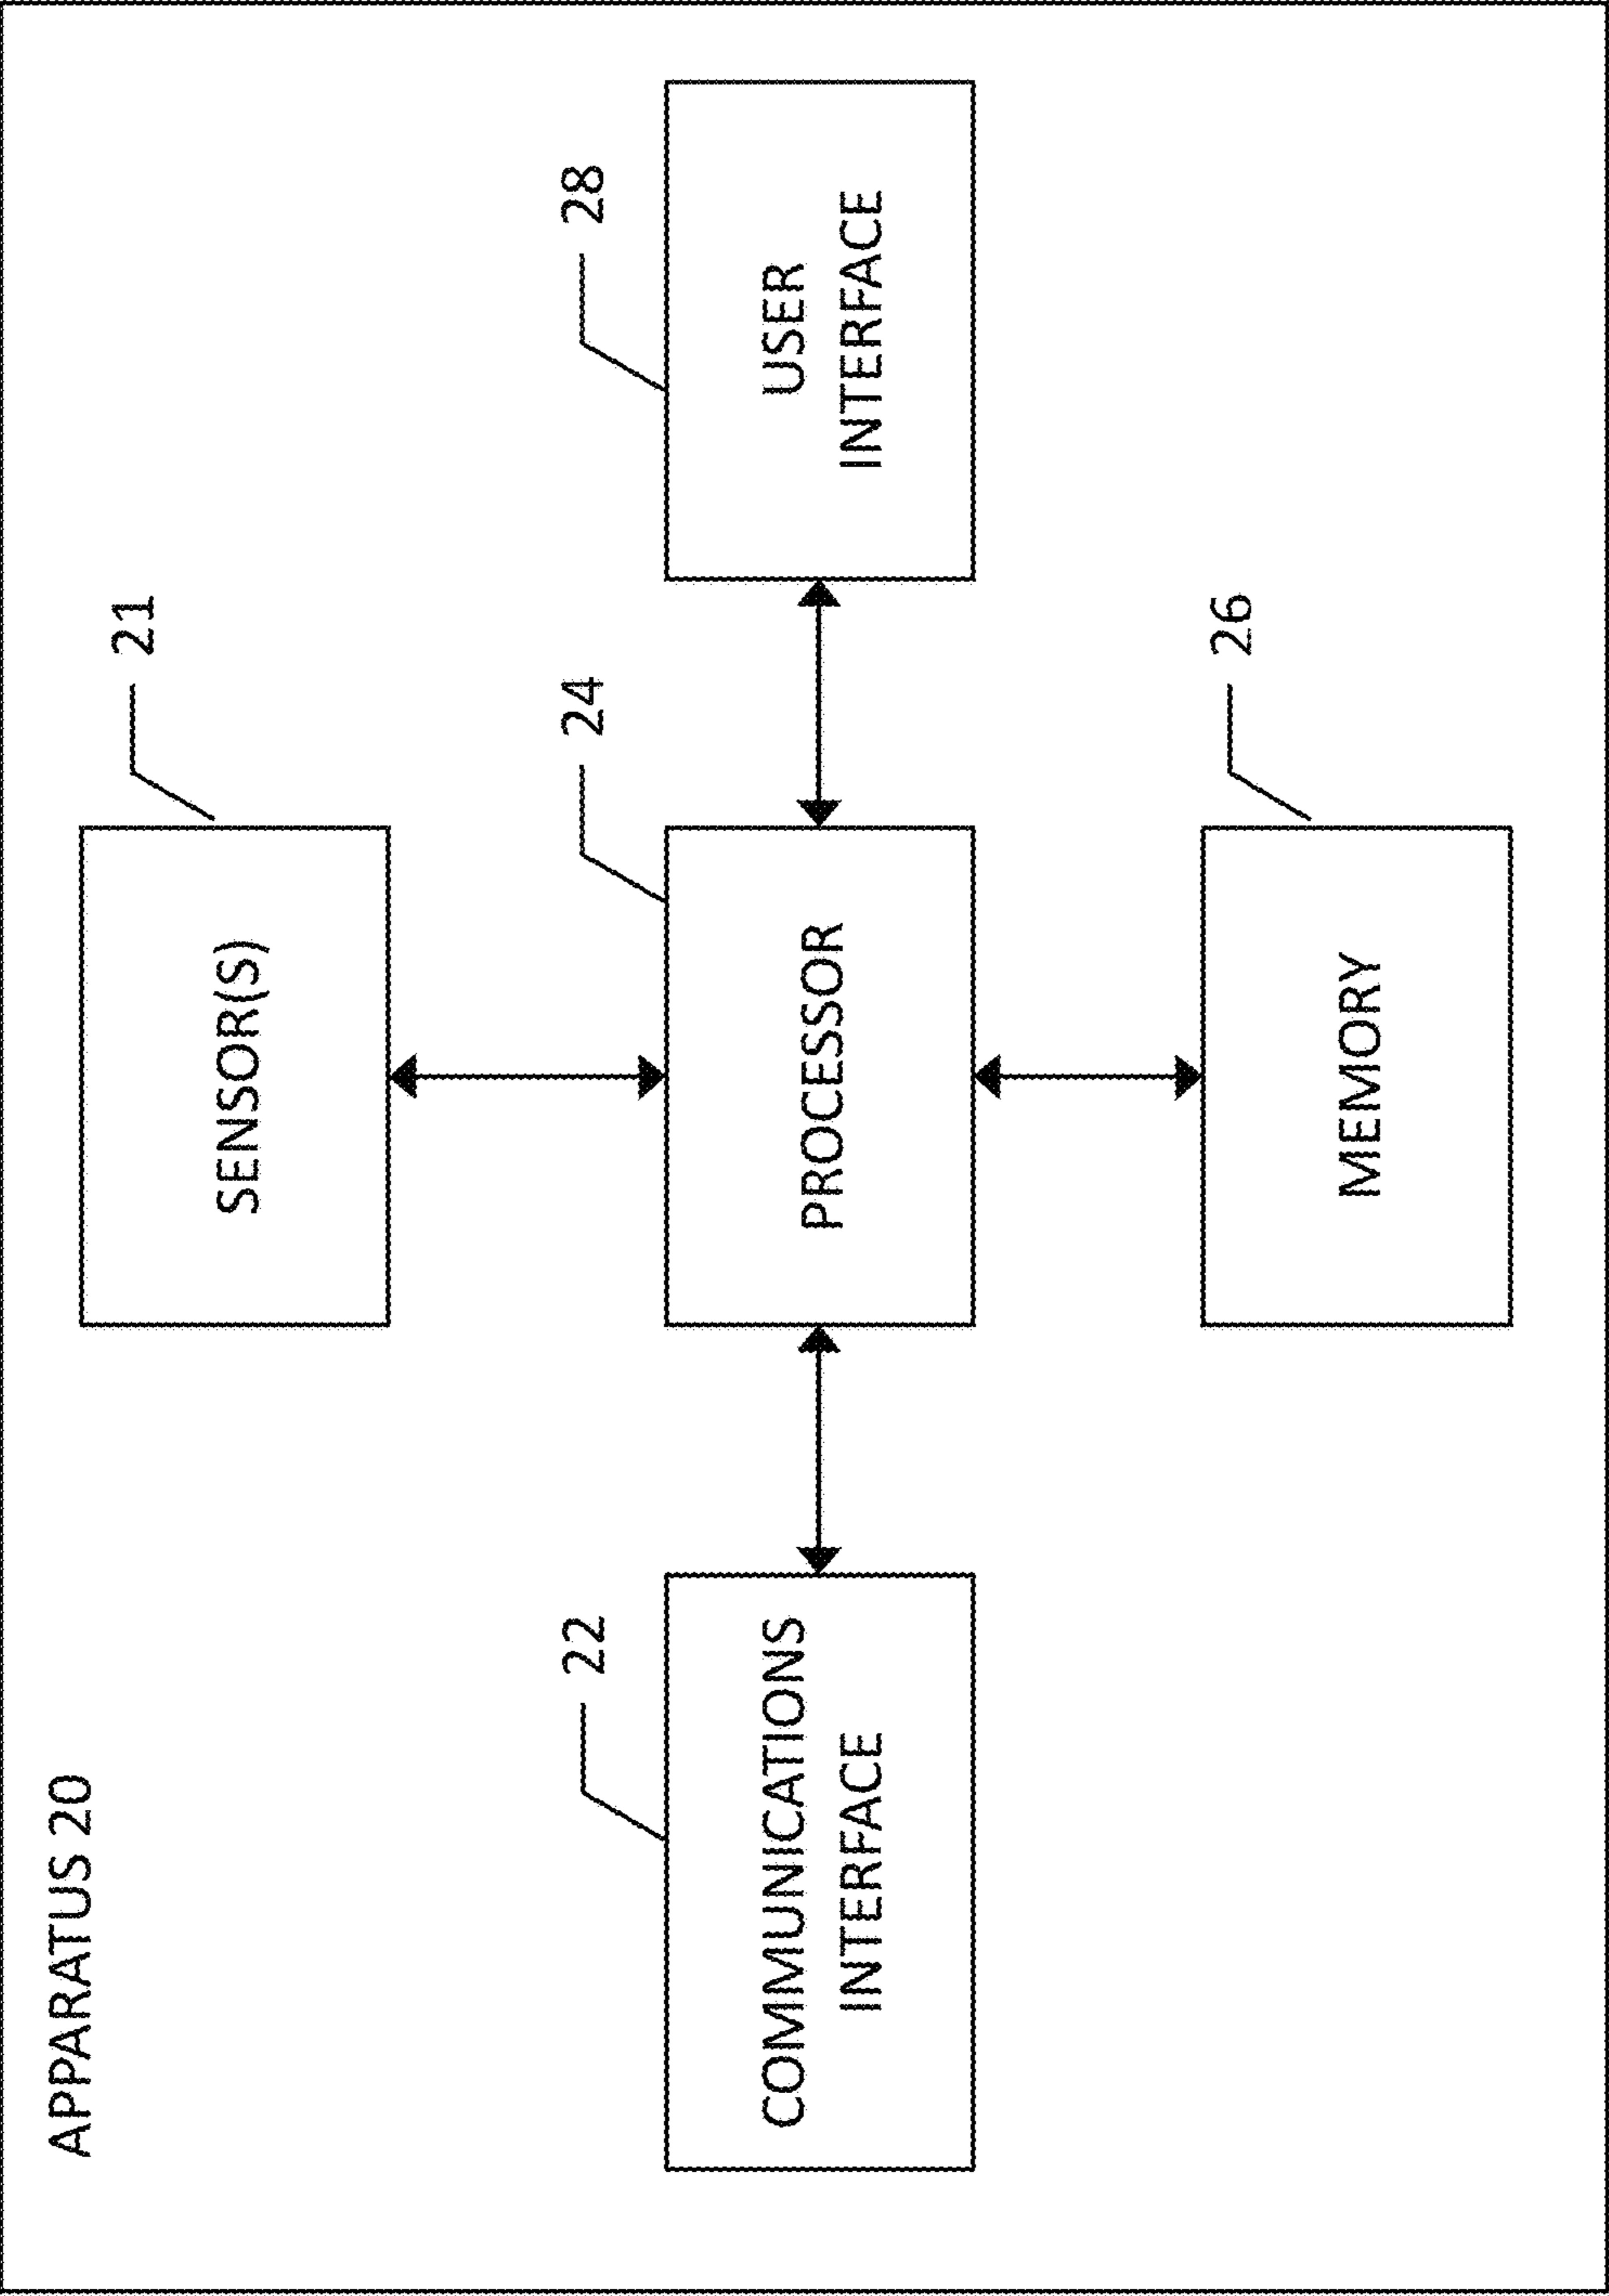 APPARATUS 20
21
SENSOR(S)
22
COMMUNICATIONS
INTERFACE
24
PROCESSOR
28
USER
INTERFACE
26
MEMORY